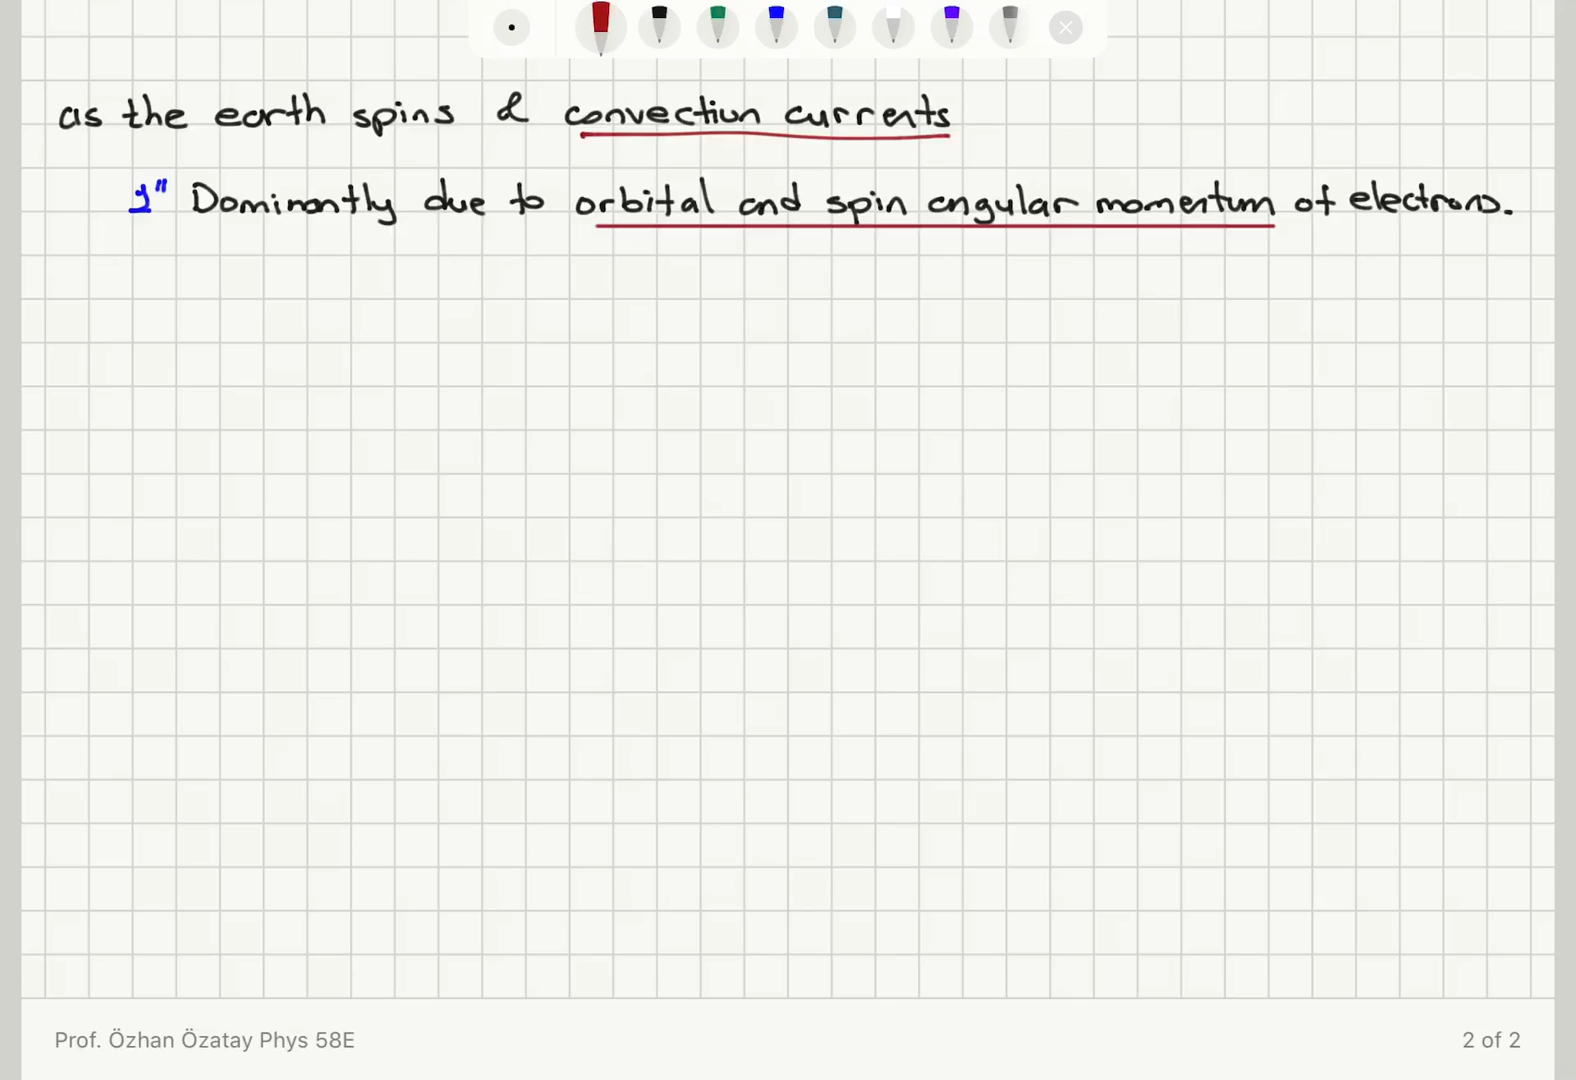 as the earth spins & convection currents
1" Dominantly due to orbital and spin angular momentum of electrons.
Prof. Özhan Özatay Phys 58E
2 of 2